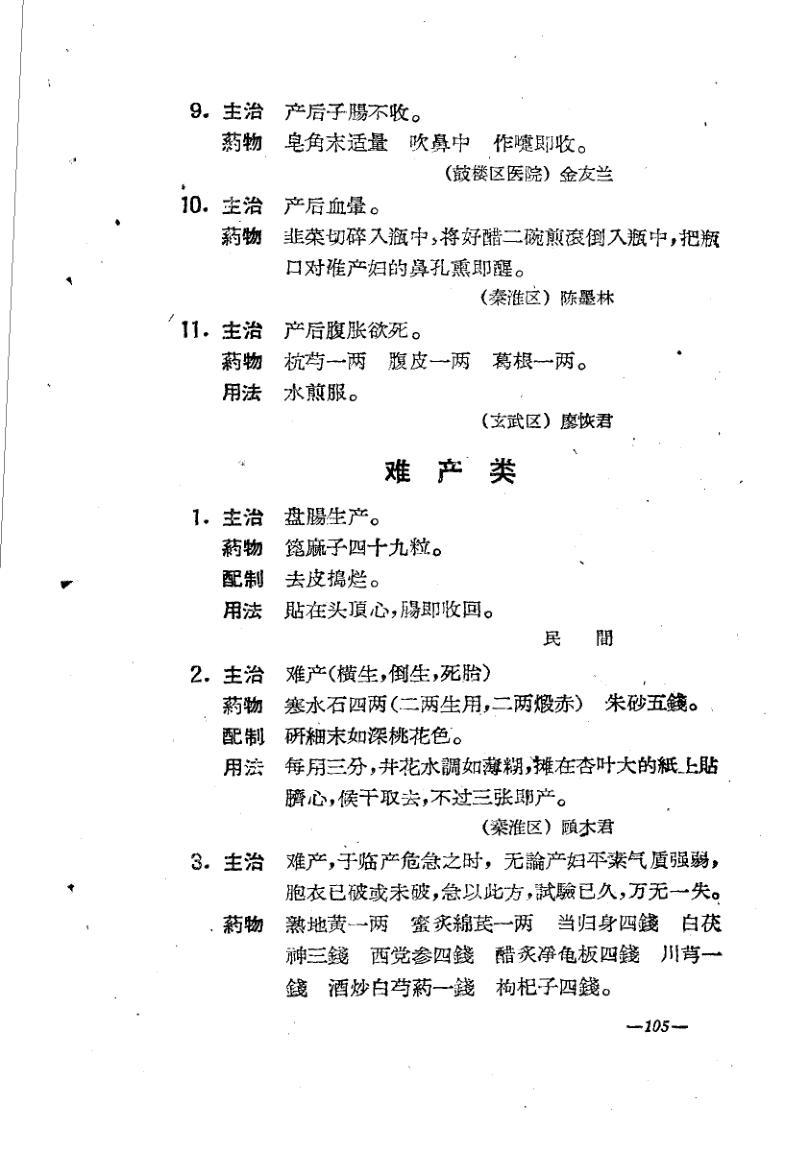 9. 主治 产后子腸不收。
葯物 皂角末适量 吹鼻中 作嚏即收。
(鼓楼区医院) 金友兰
10. 主治 产后血暈。
葯物 韭菜切碎入瓶中,将好醋二碗煎滾倒入瓶中,把瓶
口对准产妇的鼻孔熏即醒。
(秦淮区) 陈墨林
11. 主治 产后腹胀欲死。
葯物 杭芍一两 腹皮一两 葛根一两。
用法 水煎服。
(玄武区) 廖恢君
难产类
1. 主治 盘腸生产。
葯物 箆麻子四十九粒。
配制 去皮搗烂。
用法 貼在头頂心,腸即收回。
民間
2. 主治 难产(橫生,倒生,死胎)
葯物 寒水石四两(二两生用,二两煅赤) 朱砂五錢。
配制 研細末如深桃花色。
用法 每用三分,井花水調如薄糊,摊在杏叶大的紙上貼
臍心,候干取去,不过三张即产。
(秦淮区) 顾木君
3. 主治 难产,于临产危急之时,无論产妇平素气質强弱,
胞衣已破或未破,急以此方,試驗已久,万无一失。
葯物 熟地黄一两 蜜炙綿芪一两 当归身四錢 白茯
神三錢 西党参四錢 醋炙淨龟板四錢 川芎一
錢 酒炒白芍葯一錢 枸杞子四錢。
—105—